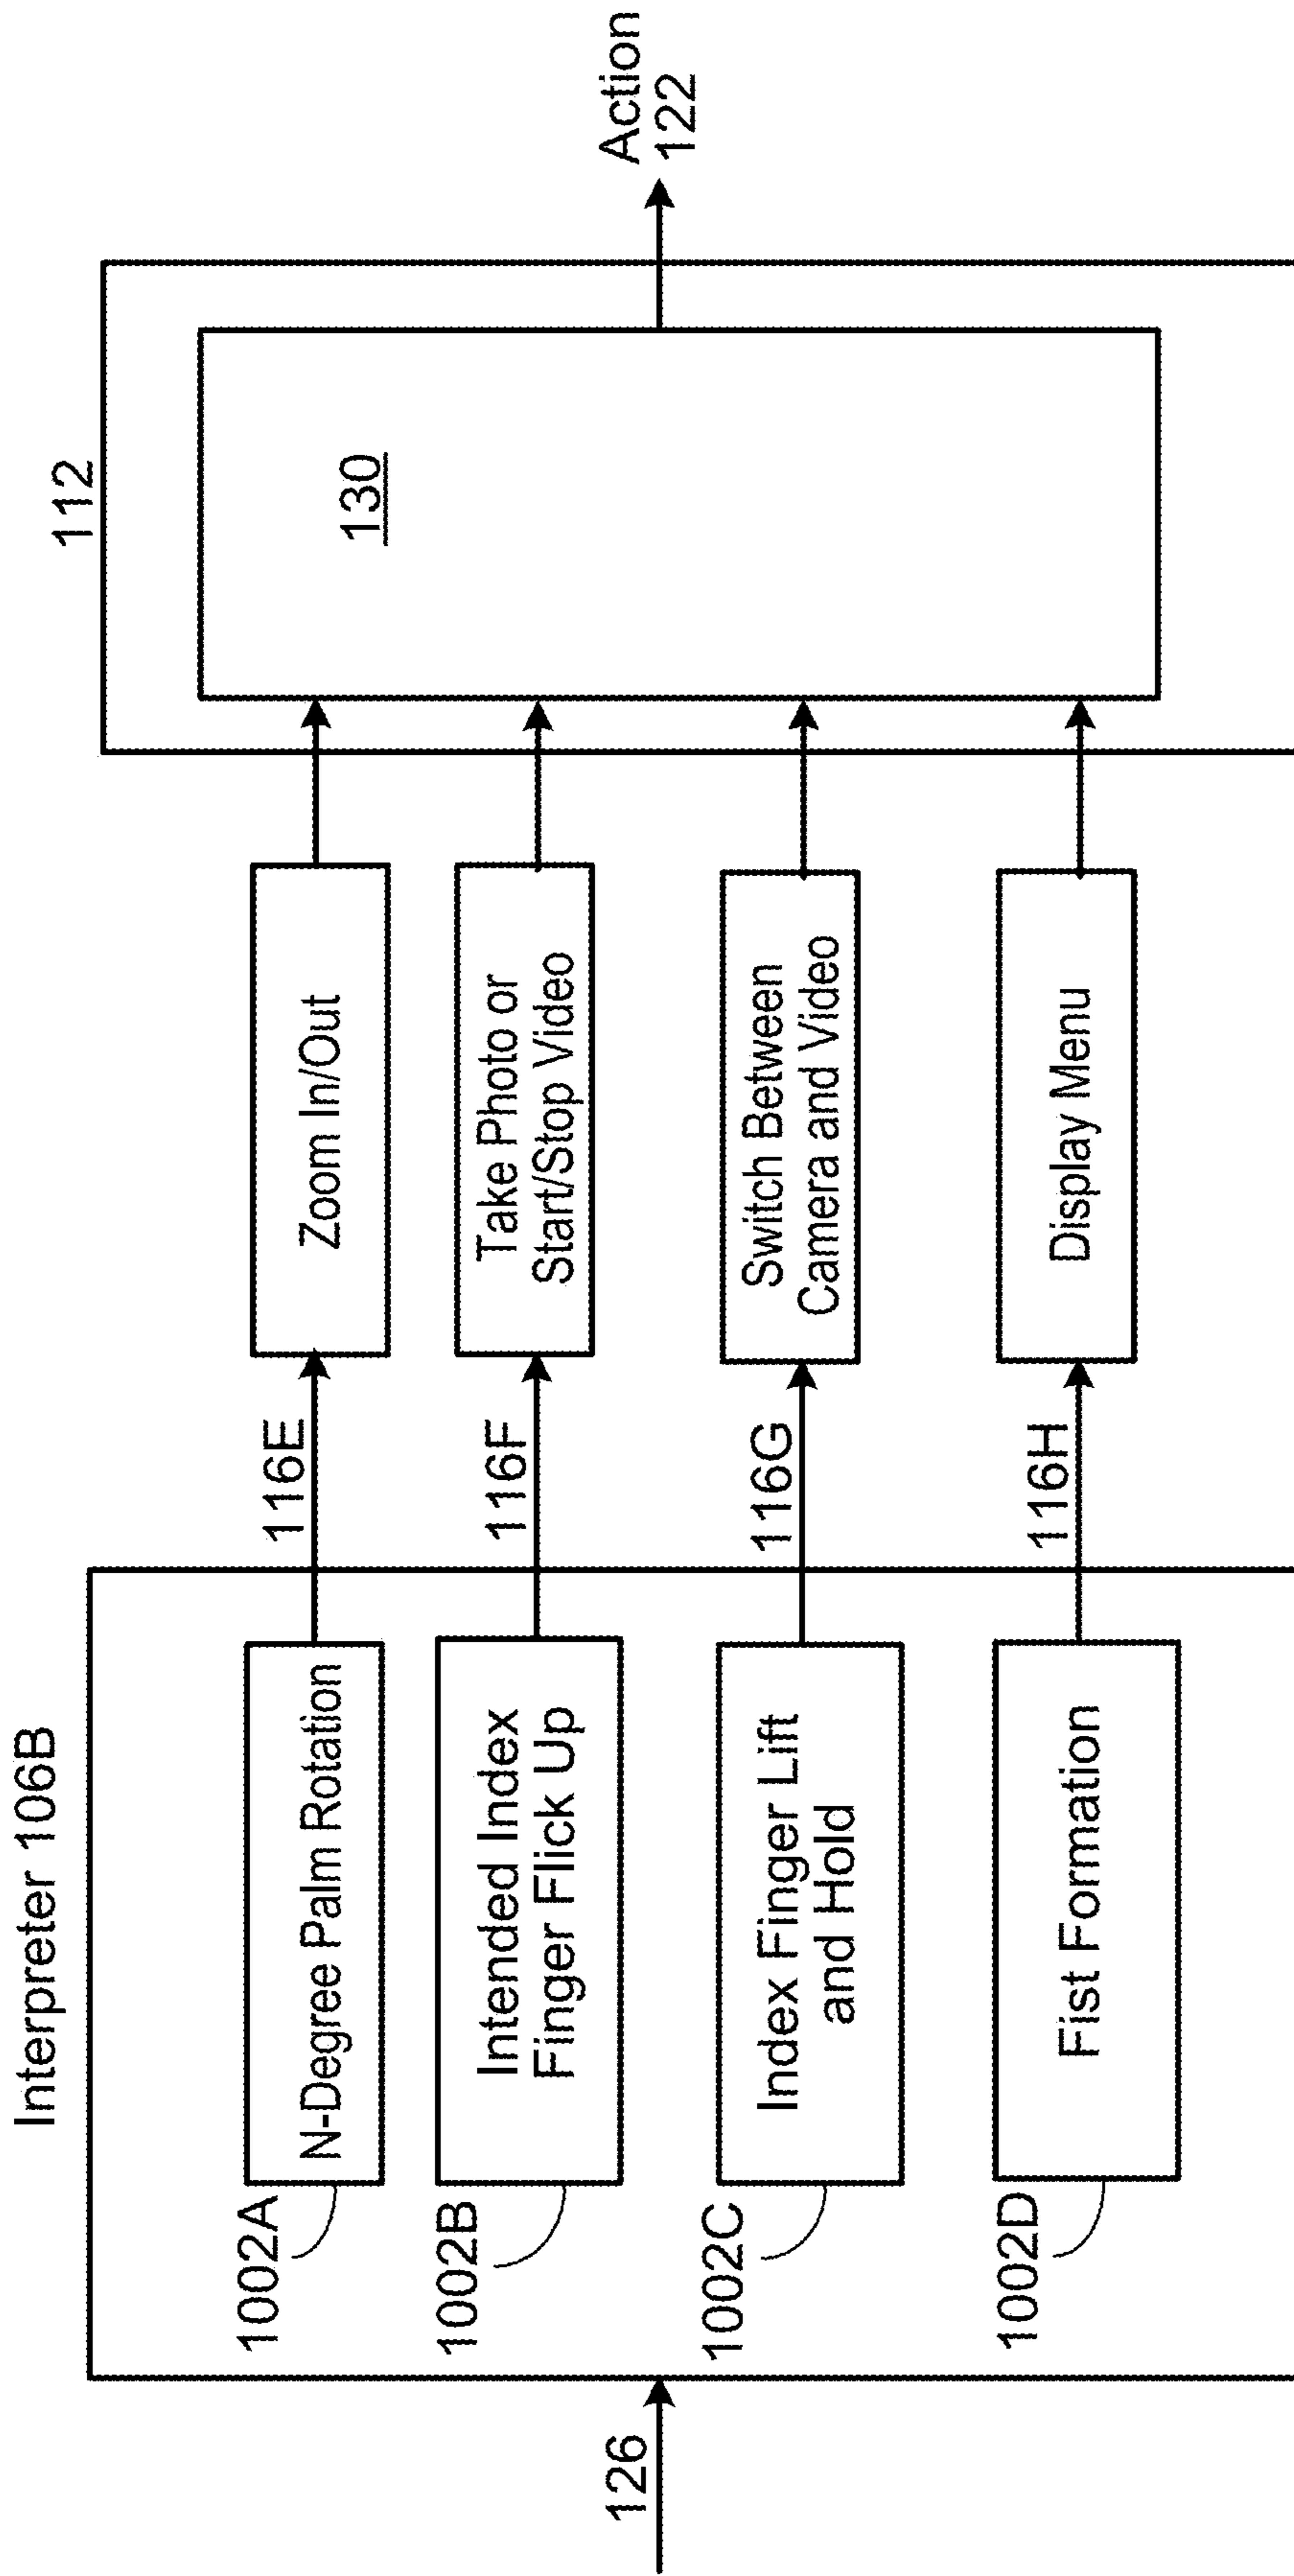 Interpreter 106B
126
1002A
N-Degree Palm Rotation
116E
Zoom In/Out
1002B
Intended Index
Finger Flick Up
116F
Take Photo or
Start/Stop Video
1002C
Index Finger Lift
and Hold
116G
Switch Between
Camera and Video
1002D
Fist Formation
116H
Display Menu
112
130
Action
122